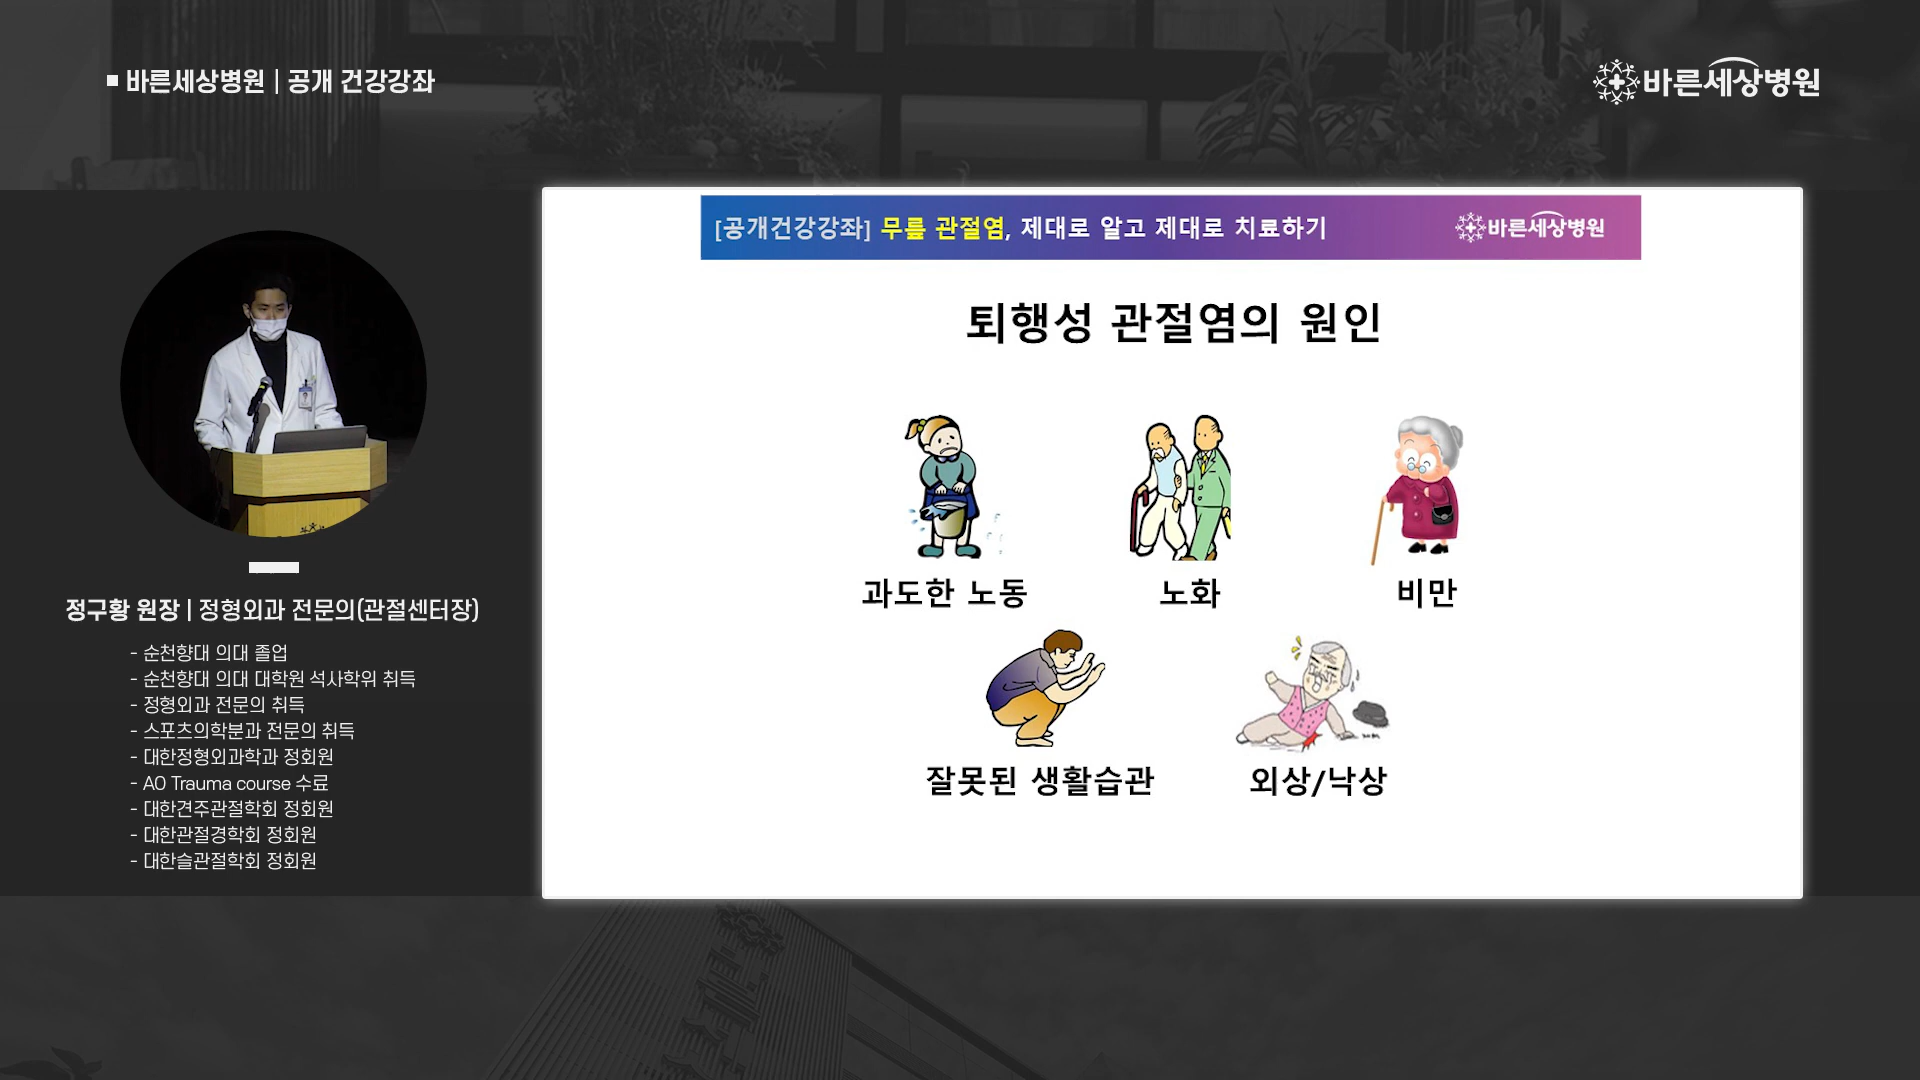 바른세상병원 | 공개 건강강좌
바른세상병원
[공개건강강좌] 무릎 관절염, 제대로 알고 제대로 치료하기
바른세상병원
퇴행성 관절염의 원인
과도한 노동
노화
비만
잘못된 생활습관
외상/낙상
정구황 원장 | 정형외과 전문의(관절센터장)
- 순천향대 의대 졸업
- 순천향대 의대 대학원 석사학위 취득
- 정형외과 전문의 취득
- 스포츠의학분과 전문의 취득
- 대한정형외과학과 정회원
- AO Trauma course 수료
- 대한견주관절학회 정회원
- 대한관절경학회 정회원
- 대한슬관절학회 정회원